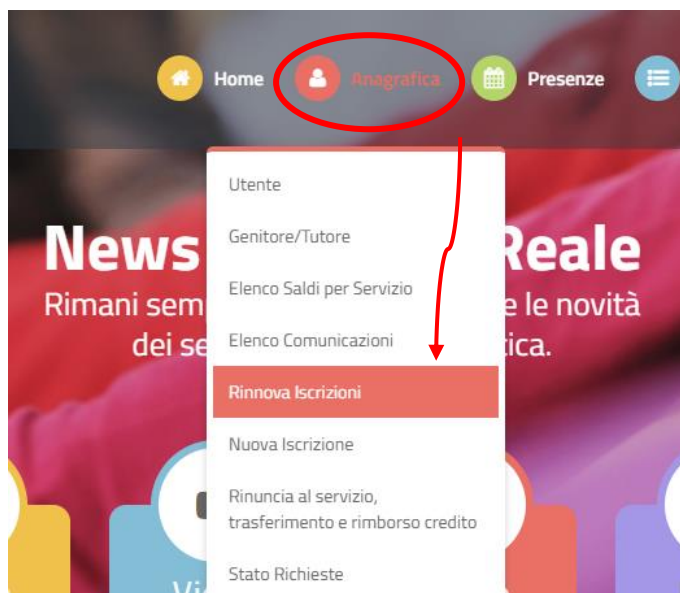 Home Anagrafica Presenze
Utente
Genitore/Tutore
News Reale
Elenco Saldi per Servizio
Rimani sem e le novità
Elenco Comunicazioni
dei se tica.
Rinnova Iscrizioni
Nuova Iscrizione
Rinuncia al servizio,
trasferimento e rimborso credito
Stato Richieste